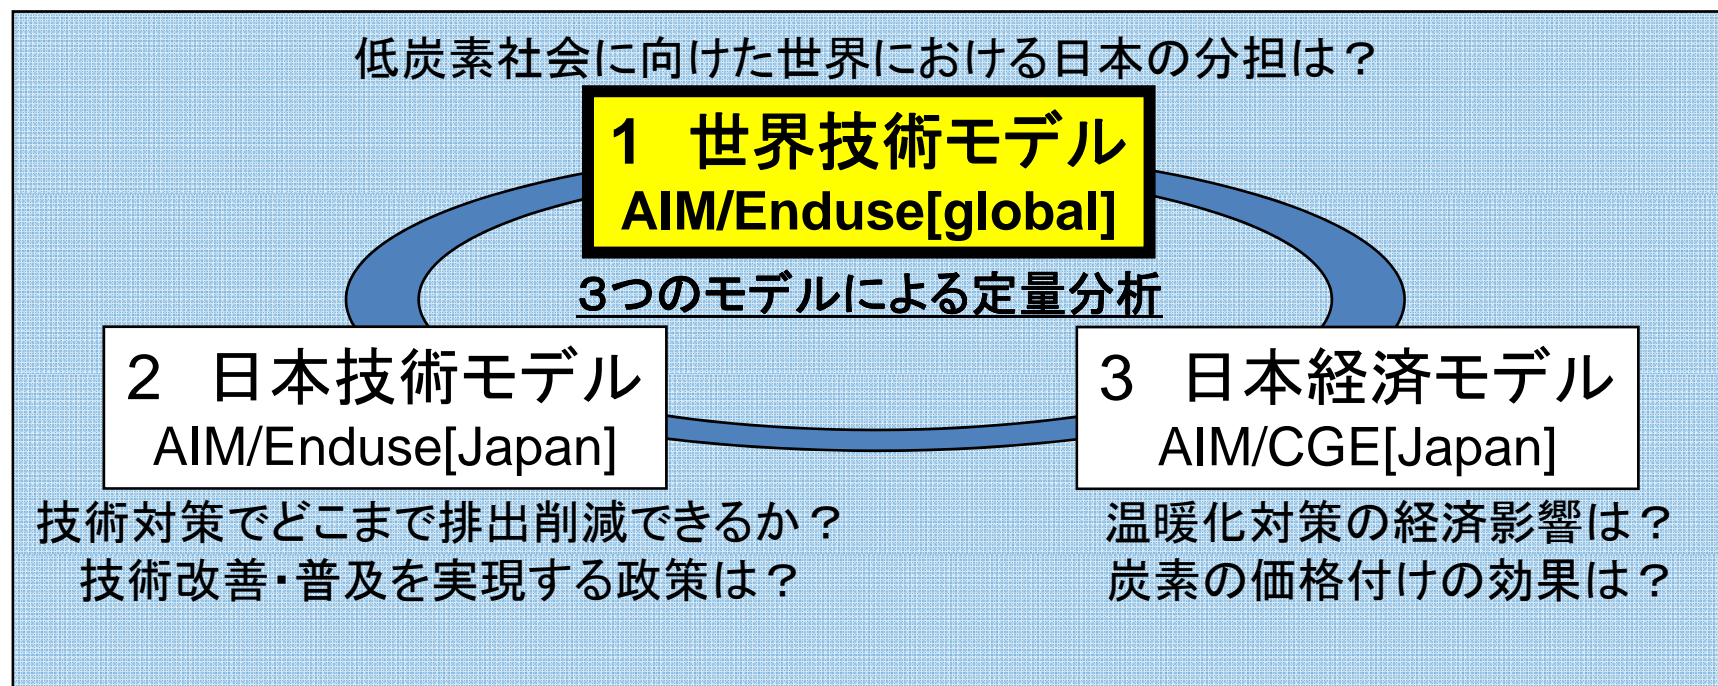 低炭素社会に向けた世界における日本の分担は？
1　世界技術モデル
AIM/Enduse[global]
３つのモデルによる定量分析
2　日本技術モデル
AIM/Enduse[Japan]
技術対策でどこまで排出削減できるか？
技術改善・普及を実現する政策は？
3　日本経済モデル
AIM/CGE[Japan]
温暖化対策の経済影響は？
炭素の価格付けの効果は？